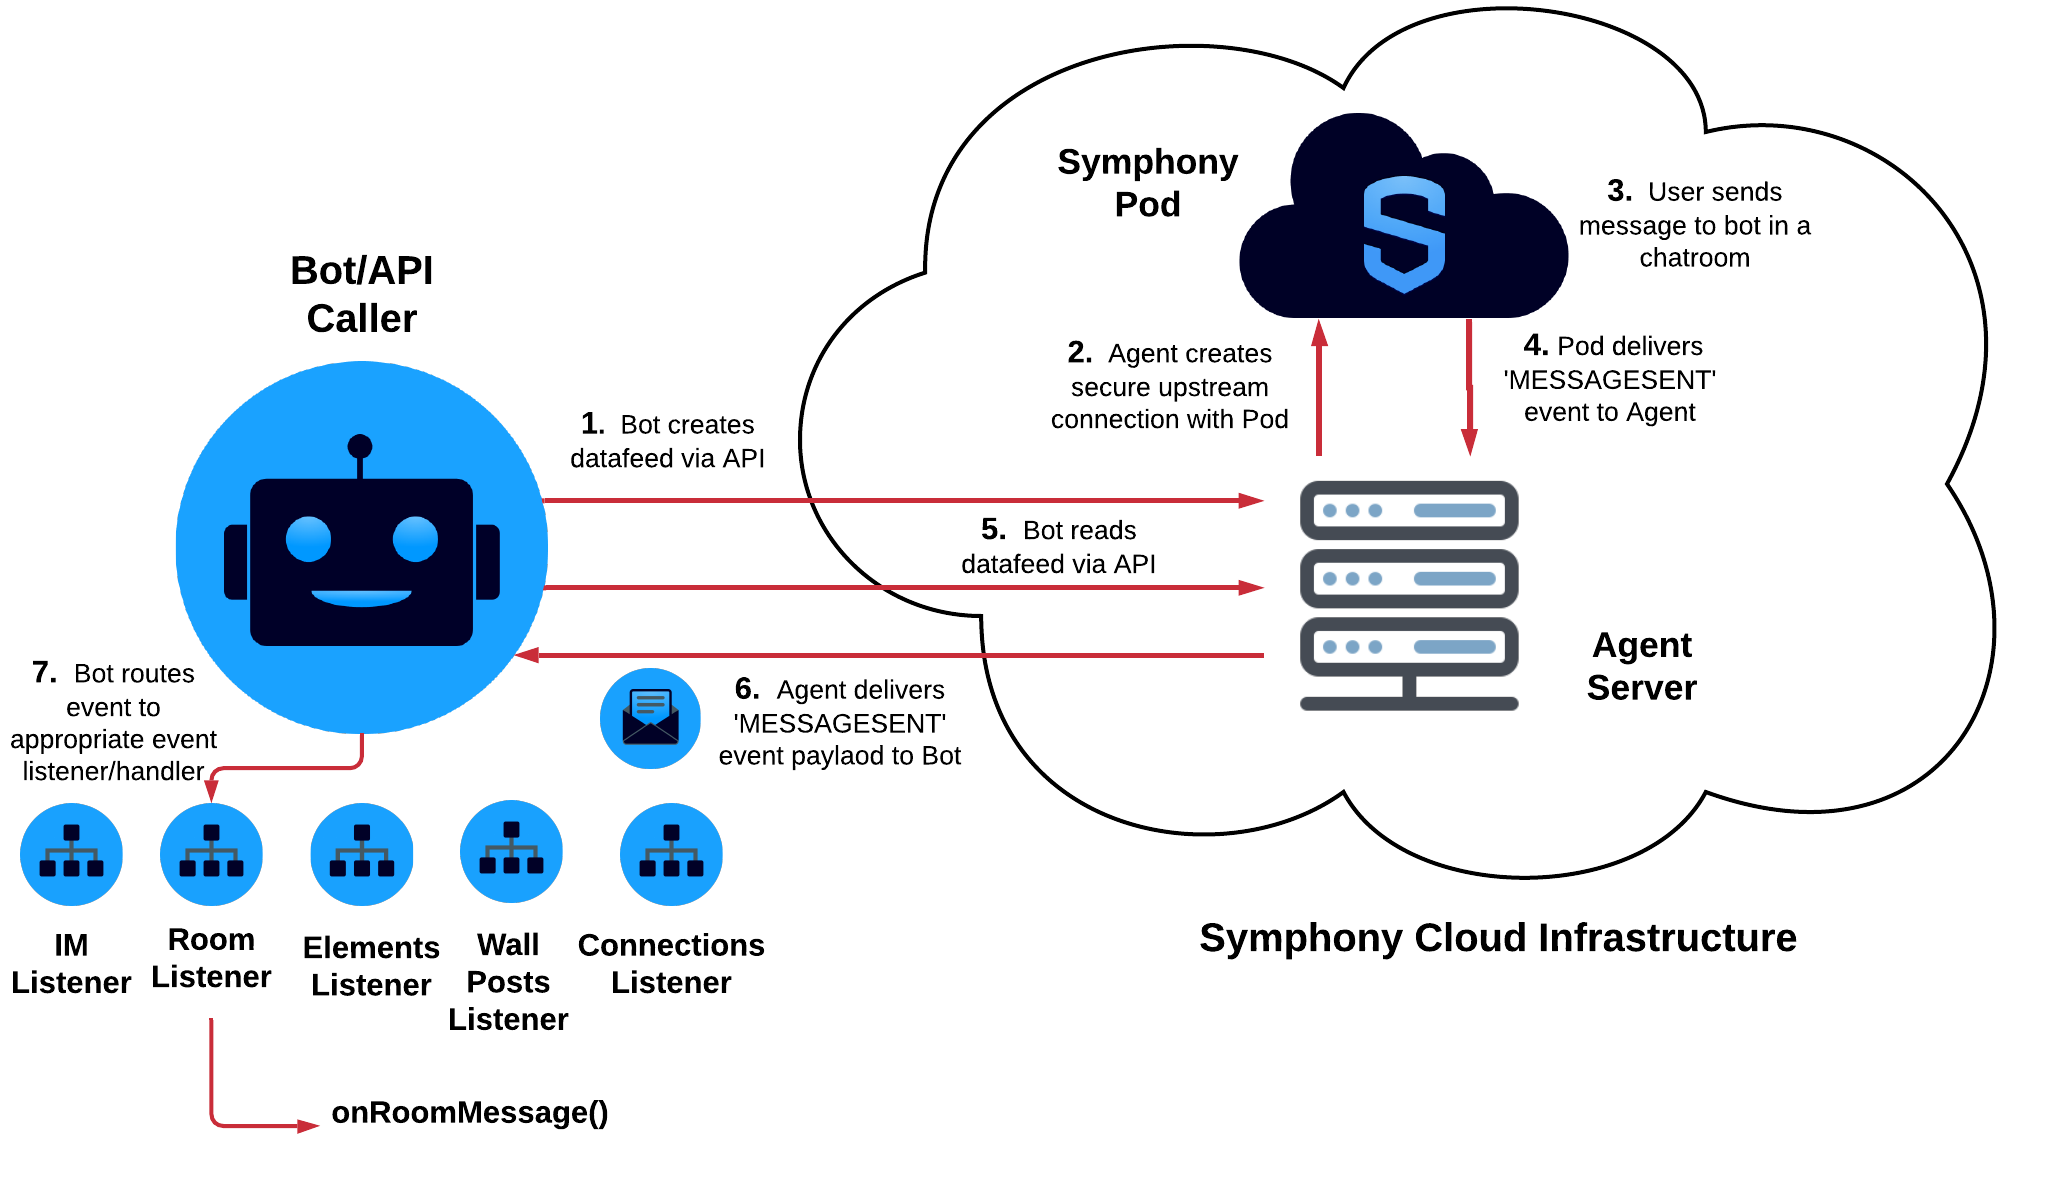 Symphony
Pod
3. User sends
message to bot in a
chatroom
Bot/API
Caller
2. Agent creates
secure upstream
connection with Pod
4. Pod delivers
'MESSAGESENT'
event to Agent
1. Bot creates
datafeed via API
5. Bot reads
datafeed via API
Agent
Server
6. Agent delivers
'MESSAGESENT'
event paylaod to Bot
7. Bot routes
event to
appropriate event
listener/handler
IM
Listener
Room
Listener
Elements
Listener
Wall
Posts
Listener
Connections
Listener
Symphony Cloud Infrastructure
onRoomMessage()